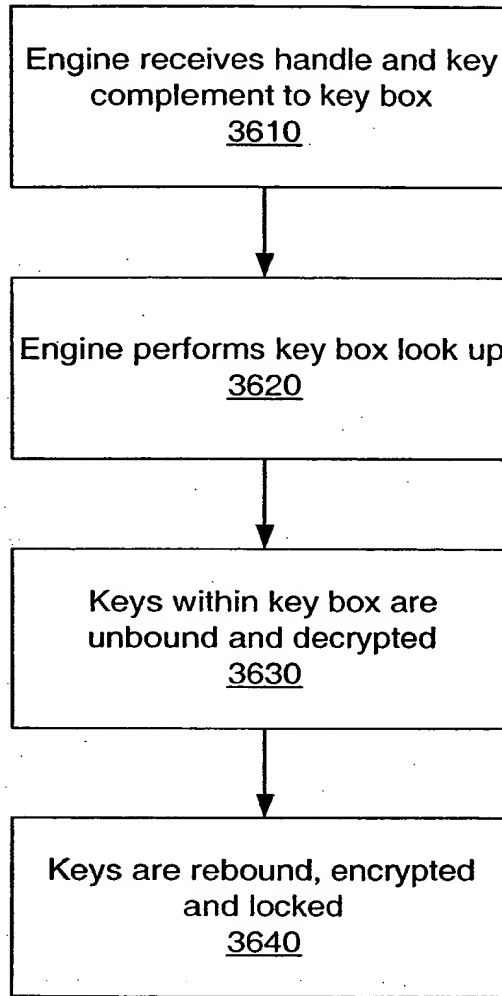 Engine receives handle and key
complement to key box
3610
Engine performs key box look up
3620
Keys within key box are
unbound and decrypted
3630
Keys are rebound, encrypted
and locked
3640